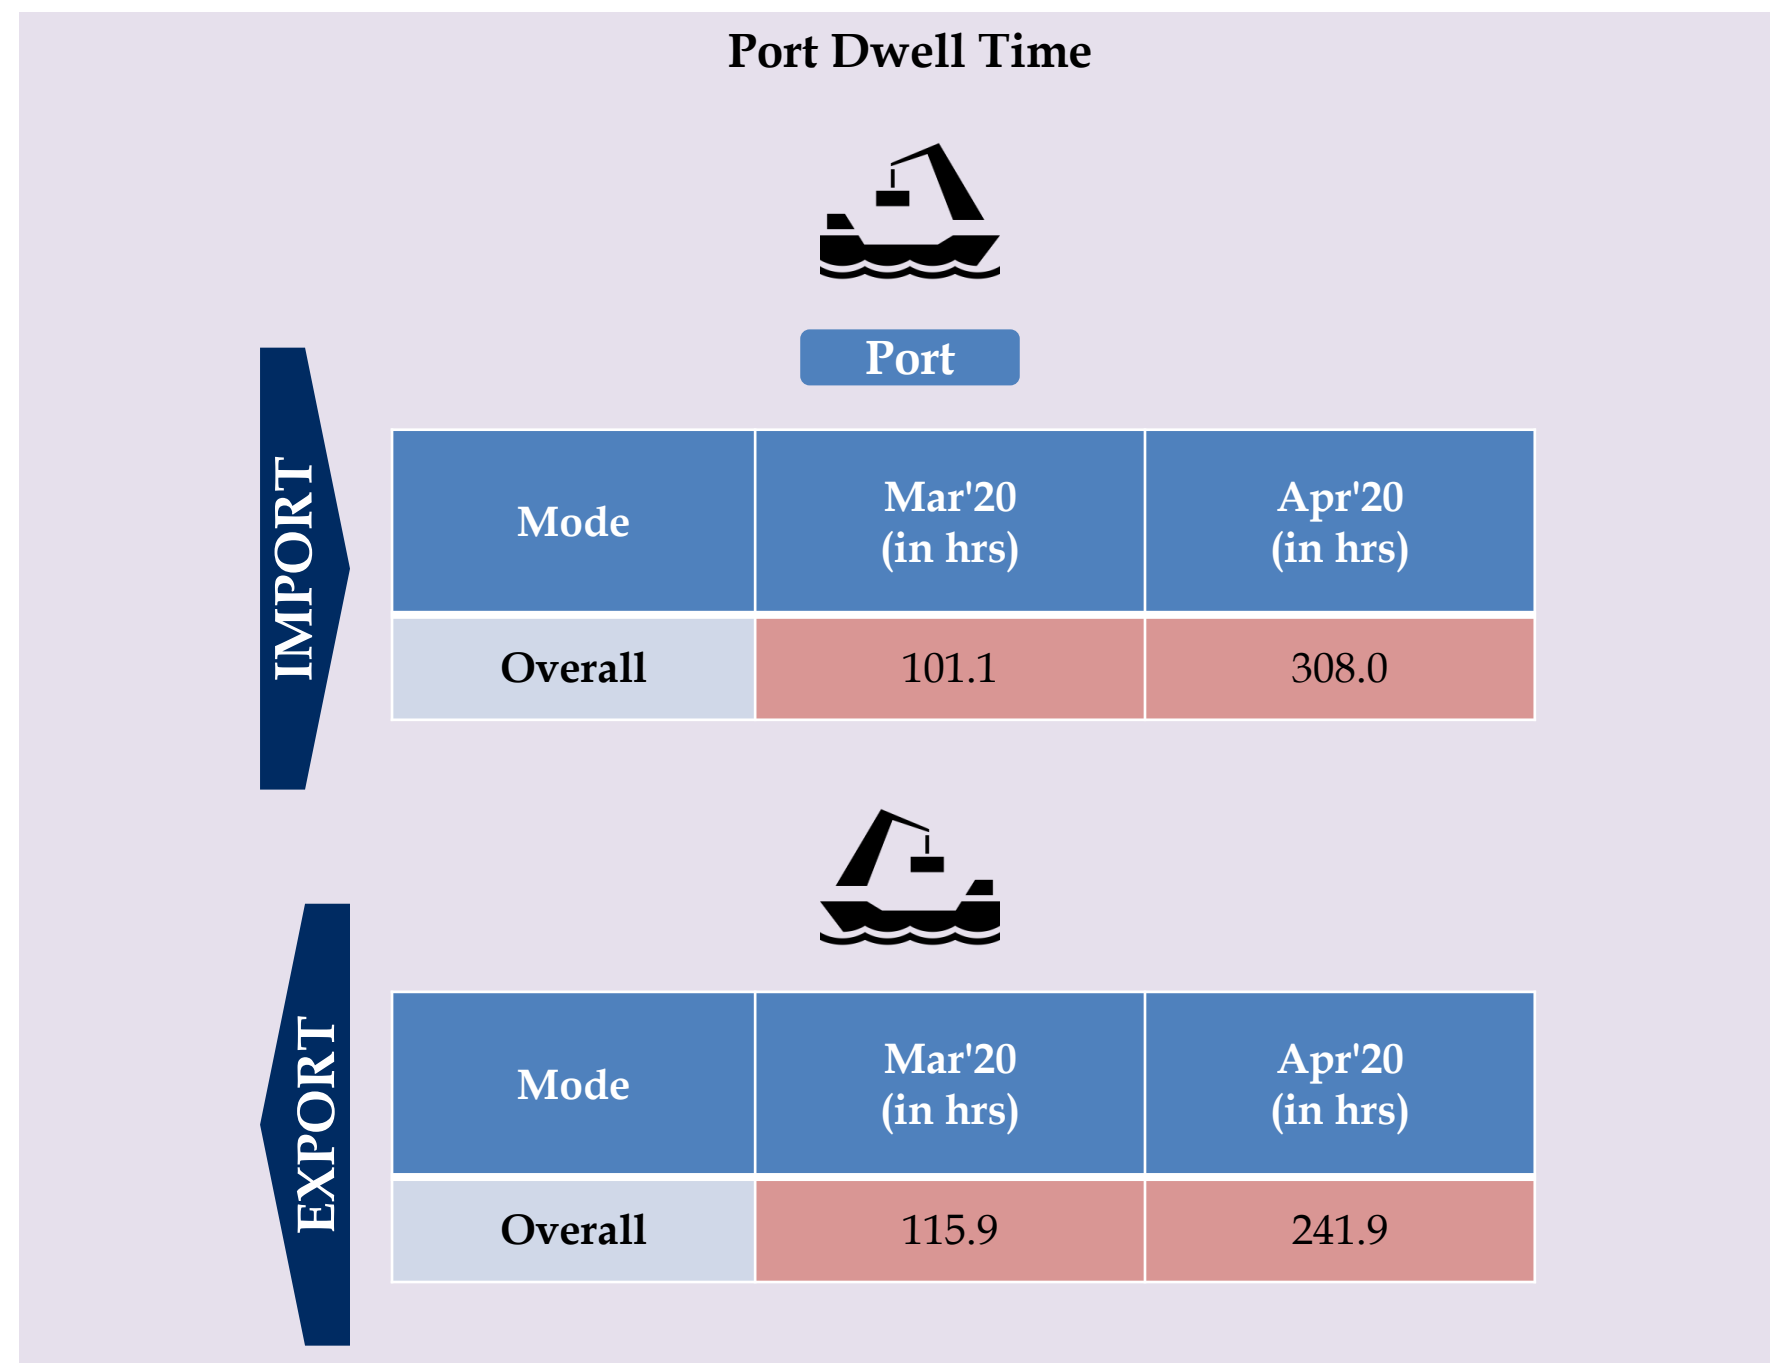 Port Dwell Time
Port
IMPORT
Mode Mar'20 (in hrs) Apr'20 (in hrs)
Overall 101.1 308.0
EXPORT
Mode Mar'20 (in hrs) Apr'20 (in hrs)
Overall 115.9 241.9